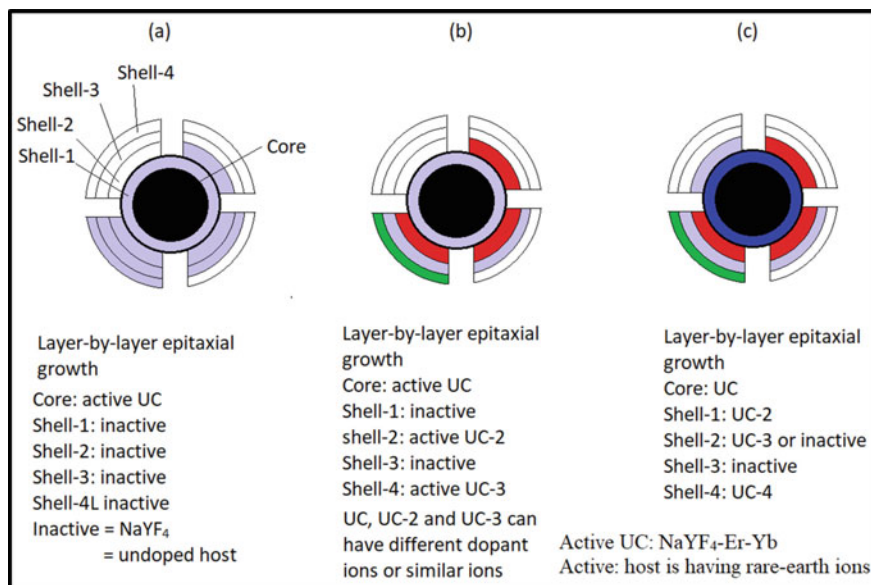 (a)
Shell-4
Shell-3
Shell-2
Shell-1
Core
Layer-by-layer epitaxial
growth
Core: active UC
Shell-1: inactive
Shell-2: inactive
Shell-3: inactive
Shell-4L inactive
Inactive = NaYF₄
= undoped host
(b)
Layer-by-layer epitaxial
growth
Core: active UC
Shell-1: inactive
shell-2: active UC-2
Shell-3: inactive
Shell-4: active UC-3
UC, UC-2 and UC-3 can
have different dopant
ions or similar ions
(c)
Layer-by-layer epitaxial
growth
Core: UC
Shell-1: UC-2
Shell-2: UC-3 or inactive
Shell-3: inactive
Shell-4: UC-4
Active UC: NaYF₄-Er-Yb
Active: host is having rare-earth ions